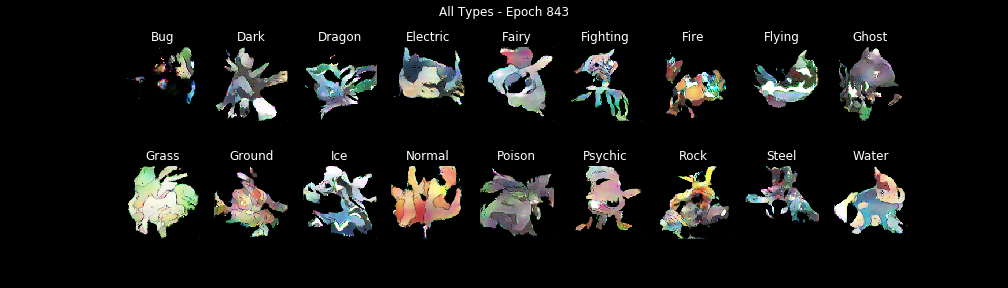 All Types - Epoch 843
Bug Dark Dragon Electric Fairy Fighting Fire Flying Ghost
Grass Ground Ice Normal Poison Psychic Rock Steel Water